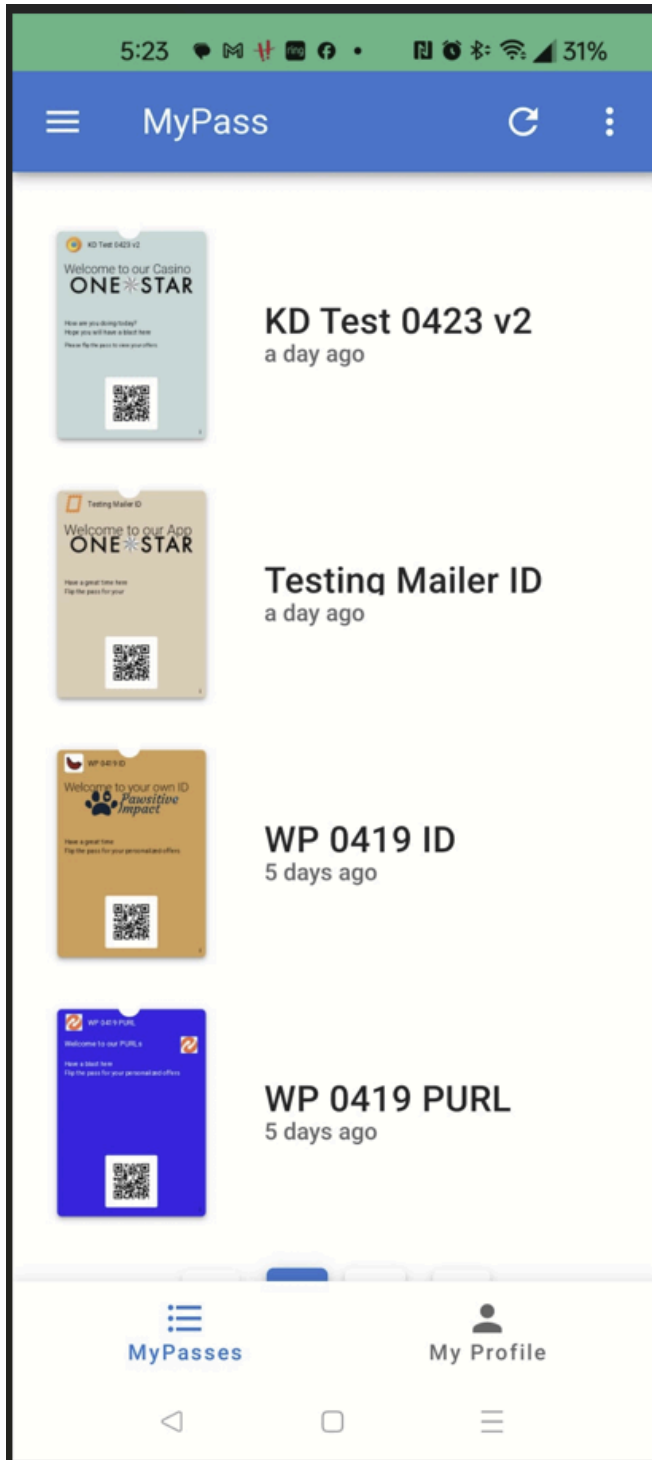 5:23
ring
31%
MyPass
KD Test 0423 v2
Welcome to our Casino
ONE STAR
How are you doing today?
Hope you will have a blast here
Please flip the pass to view your offers
KD Test 0423 v2
a day ago
Testing Mailer ID
Welcome to our App
ONE STAR
Have a great time here
Flip the pass for your
Testing Mailer ID
a day ago
WP 0419 ID
Welcome to your own ID
Pawsitive
Impact
Have a great time
Flip the pass for your personalized offers
WP 0419 ID
5 days ago
WP 0419 PURL
Welcome to our PURLs
Have a blast here
Flip the pass for your personalized offers
WP 0419 PURL
5 days ago
MyPasses
My Profile